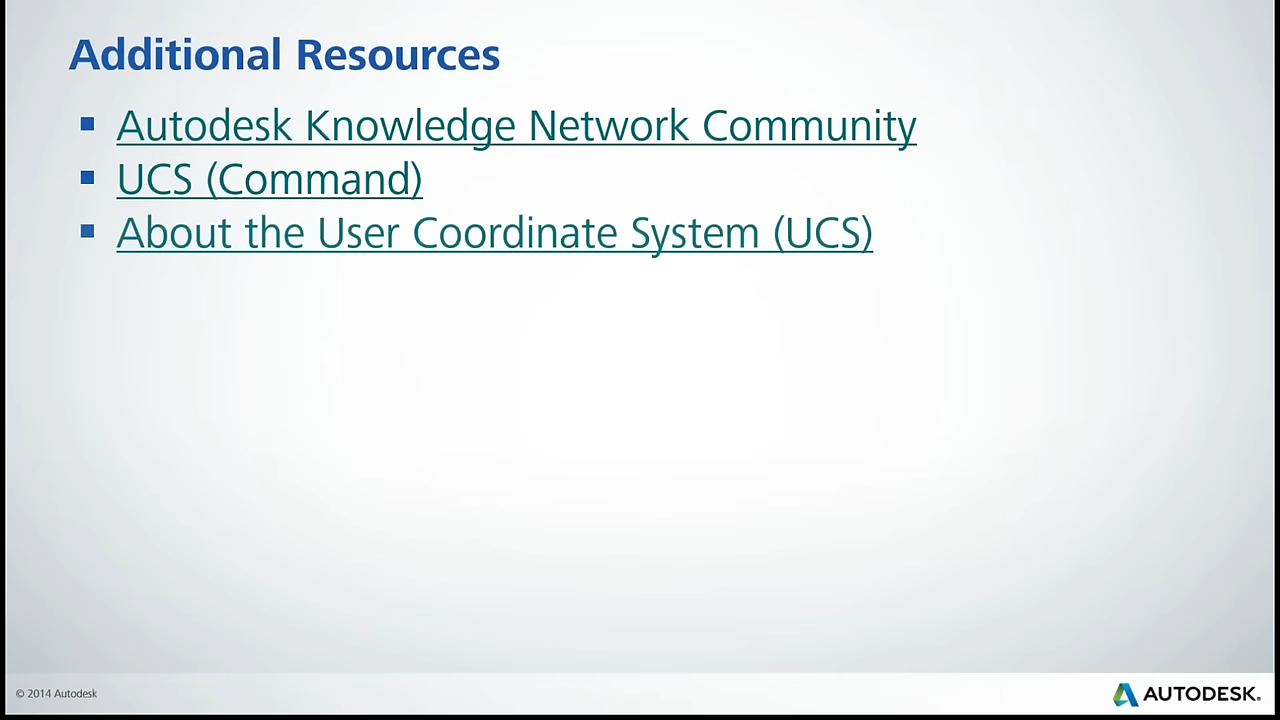 Additional Resources
Autodesk Knowledge Network Community
UCS (Command)
About the User Coordinate System (UCS)
© 2014 Autodesk
AUTODESK.